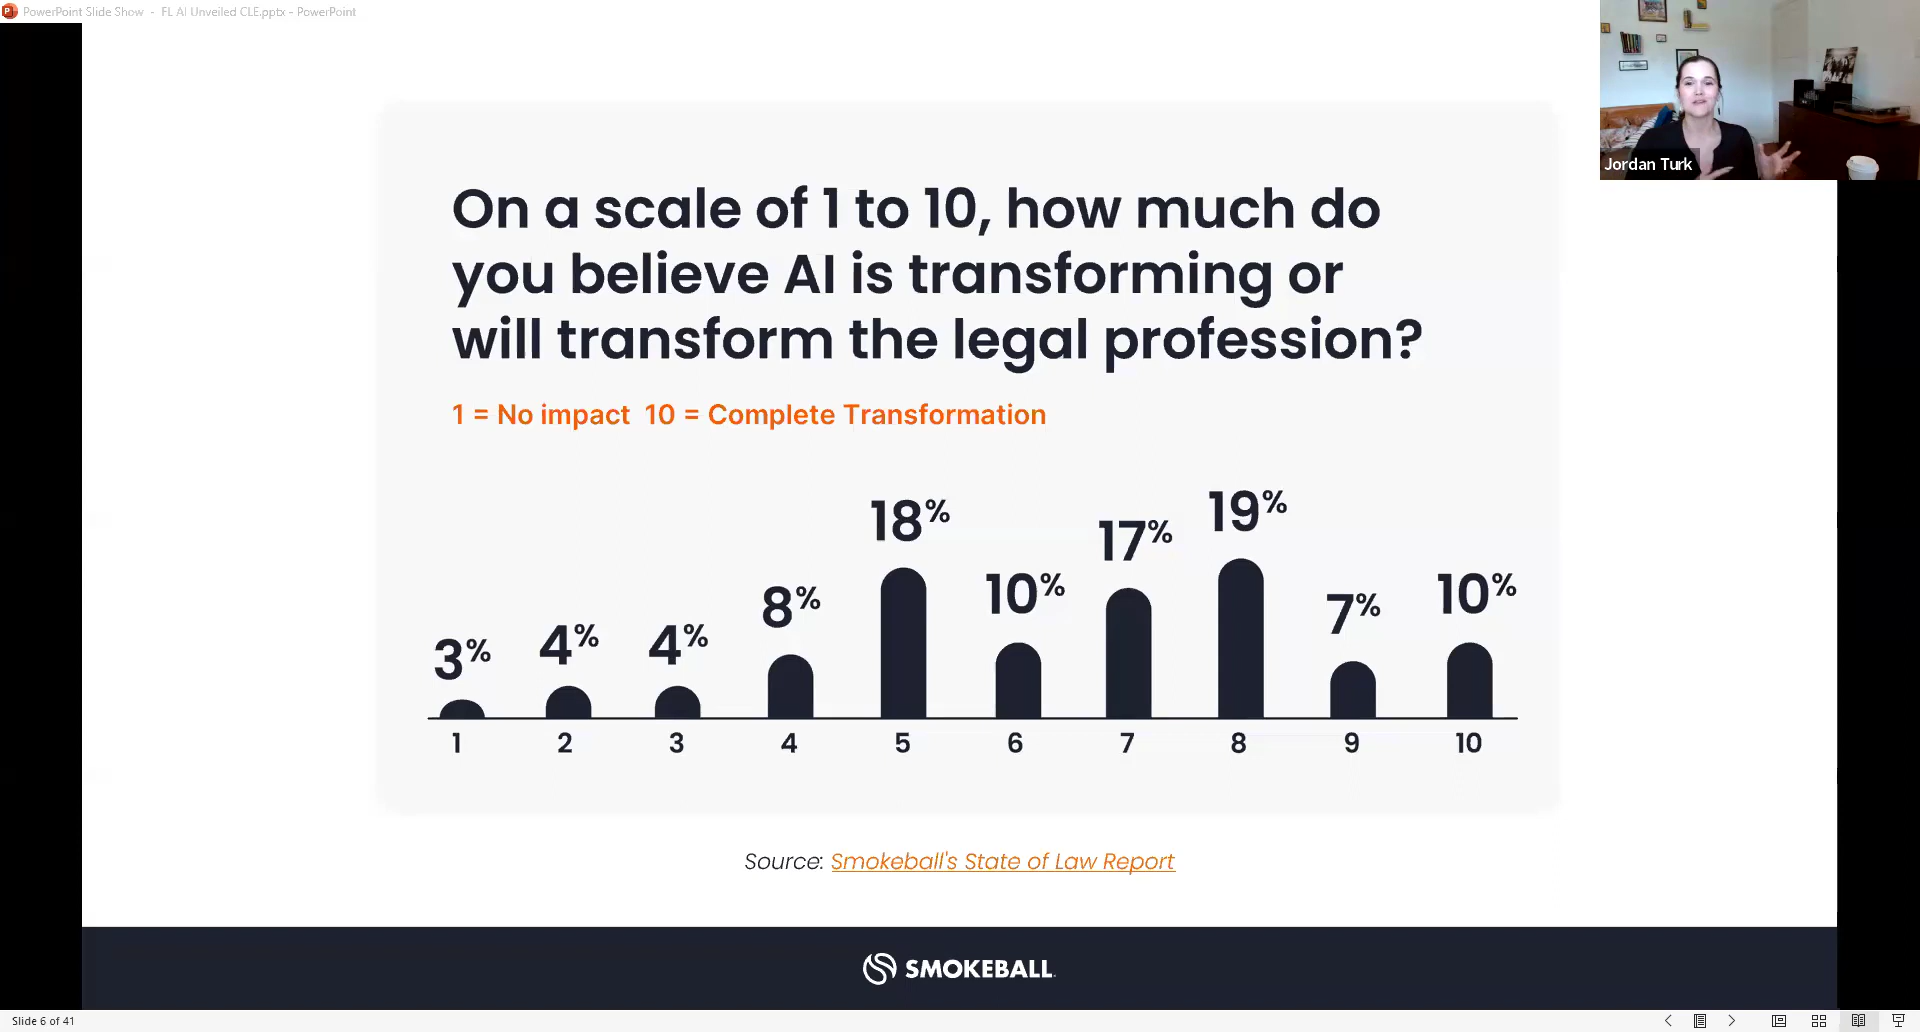 PowerPoint Slide Show - FL AI Unveiled CLE.pptx - PowerPoint
Jordan Turk
On a scale of 1 to 10, how much do
you believe AI is transforming or
will transform the legal profession?
1 = No impact 10 = Complete Transformation
3% 4% 4% 8% 18% 10% 17% 19% 7% 10%
1 2 3 4 5 6 7 8 9 10
Source: Smokeball's State of Law Report
SMOKEBALL
Slide 6 of 41